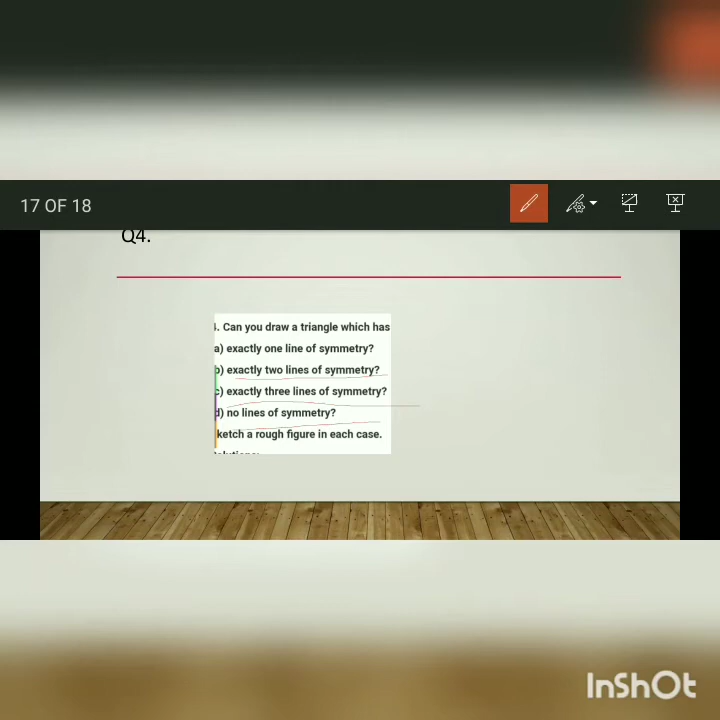 17 OF 18
Q4.
. Can you draw a triangle which has
a) exactly one line of symmetry?
b) exactly two lines of symmetry?
c) exactly three lines of symmetry?
d) no lines of symmetry?
ketch a rough figure in each case.
InShOt